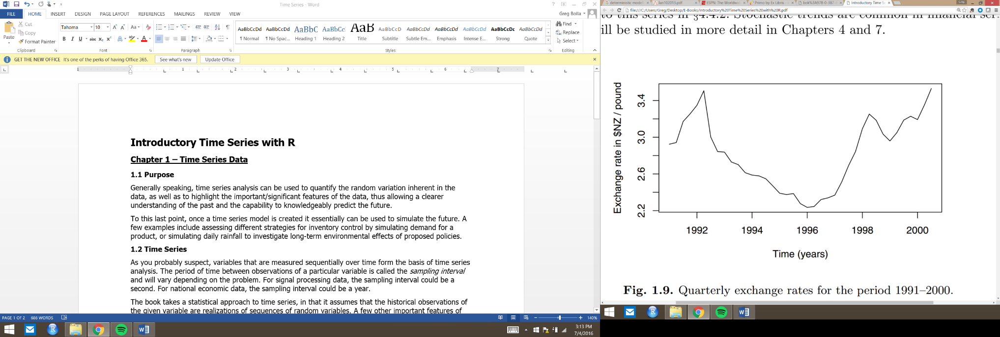 Time Series - Word
FILE HOME INSERT DESIGN PAGE LAYOUT REFERENCES MAILINGS REVIEW VIEW
Greg Bolla
Paste
Cut
Copy
Format Painter
Clipboard
Tahoma 10
Font
Paragraph
AaBbCcDd AaBbCcDd AaBbC AaBbCc AaB AaBbCcD AaBbCcDd AaBbCcDd AaBbCcDd AaBbCcDc AaBbCcDd
¶ Normal ¶ No Spac... Heading 1 Heading 2 Title Subtitle Subtle Em... Emphasis Intense E... Strong Quote
Styles
Find
Replace
Select
Editing
GET THE NEW OFFICE It's one of the perks of having Office 365. See what's new Update Office
1 1 2 3 4 5 6 7
Introductory Time Series with R
Chapter 1 – Time Series Data
1.1 Purpose
Generally speaking, time series analysis can be used to quantify the random variation inherent in the
data, as well as to highlight the important/significant features of the data, thus allowing a clearer
understanding of the past and the capability to knowledgeably predict the future.
To this last point, once a time series model is created it essentially can be used to simulate the future. A
few examples include assessing different strategies for inventory control by simulating demand for a
product, or simulating daily rainfall to investigate long-term environmental effects of proposed policies.
1.2 Time Series
As you probably suspect, variables that are measured sequentially over time form the basis of time series
analysis. The period of time between observations of a particular variable is called the sampling interval
and will vary depending on the problem. For signal processing data, the sampling interval could be a
second. For national economic data, the sampling interval could be a year.
The book takes a statistical approach to time series, in that it assumes that the historical observations of
the given variable are realizations of sequences of random variables. A few other important features of
PAGE 1 OF 2 686 WORDS
140%
3:13 PM
7/4/2016
deterministic model Jan102013.pdf ESPN: The Worldwid Primo by Ex Libris - bok%3A978-0-387- Introductory Time S
file:///C:/Users/Greg/Desktop/E-Books/Introductory%20Time%20Series%20with%20R.pdf
to this series in §4.4.2. Stochastic trends are common in financial ser
ill be studied in more detail in Chapters 4 and 7.
Exchange rate in $NZ / pound
3.4
3.0
2.6
2.2
1992 1994 1996 1998 2000
Time (years)
Fig. 1.9. Quarterly exchange rates for the period 1991–2000.